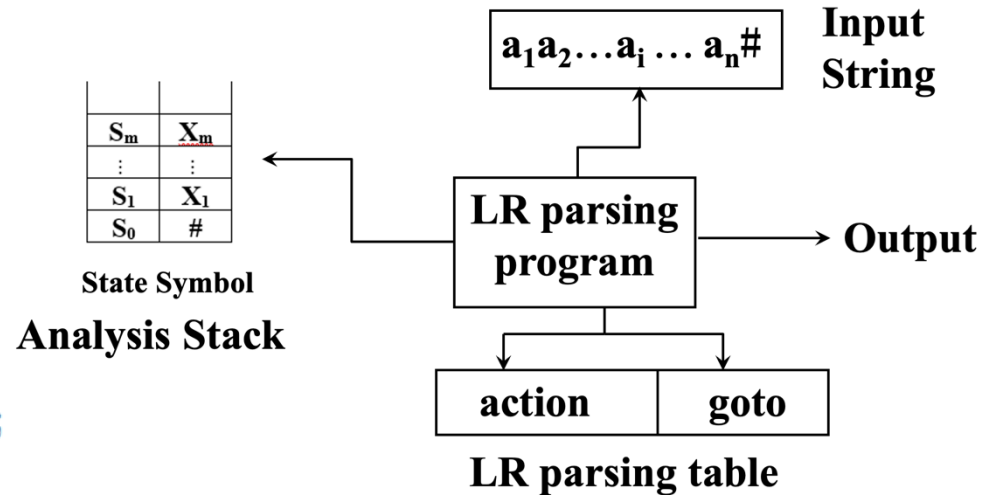 a₁a₂…aᵢ … aₙ#
Input
String
Sₘ Xₘ
⋮ ⋮
S₁ X₁
S₀ #
State Symbol
Analysis Stack
LR parsing
program
Output
action goto
LR parsing table